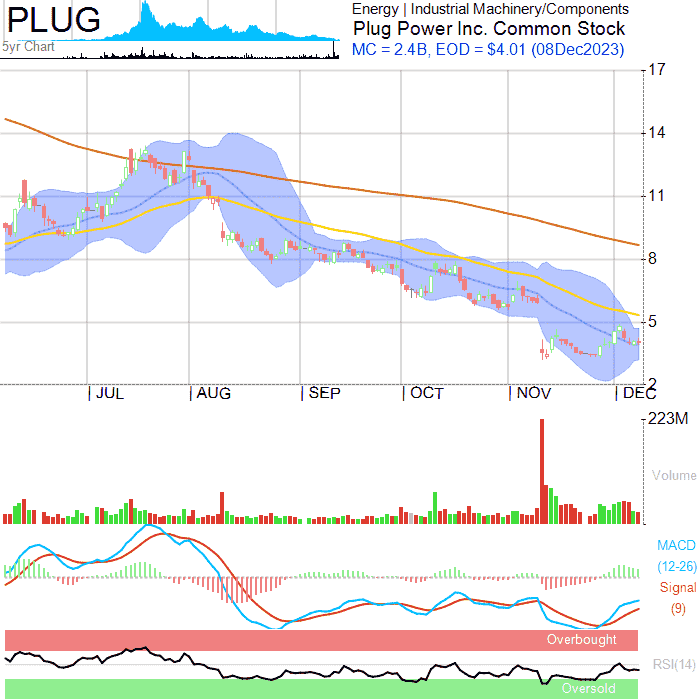 PLUG
5yr Chart
Energy | Industrial Machinery/Components
Plug Power Inc. Common Stock
MC = 2.4B, EOD = $4.01 (08Dec2023)
17
14
11
8
5
2
JUL AUG SEP OCT NOV DEC
223M
Volume
MACD
(12-26)
Signal
(9)
Overbought
RSI(14)
Oversold